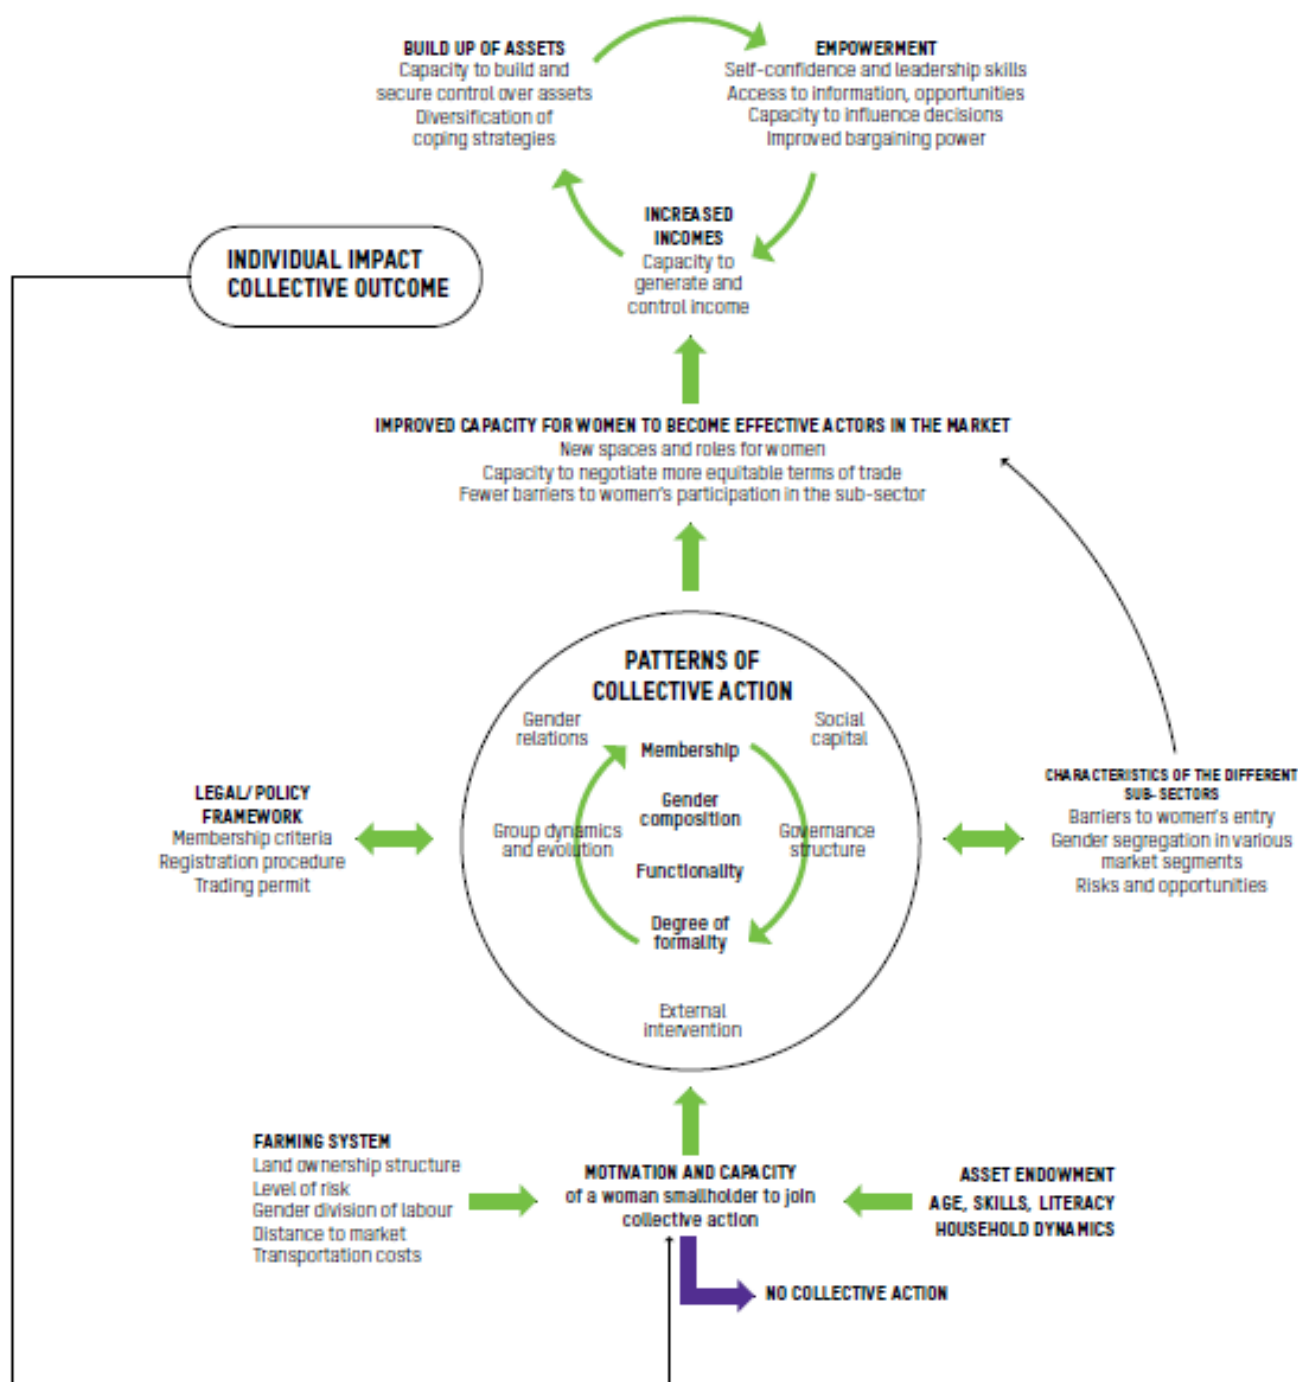 BUILD UP OF ASSETS
Capacity to build and
secure control over assets
Diversification of
coping strategies
EMPOWERMENT
Self-confidence and leadership skills
Access to information, opportunities
Capacity to influence decisions
Improved bargaining power
INCREASED
INCOMES
Capacity to
generate and
control income
INDIVIDUAL IMPACT
COLLECTIVE OUTCOME
IMPROVED CAPACITY FOR WOMEN TO BECOME EFFECTIVE ACTORS IN THE MARKET
New spaces and roles for women
Capacity to negotiate more equitable terms of trade
Fewer barriers to women's participation in the sub-sector
PATTERNS OF
COLLECTIVE ACTION
Gender
relations
Social
capital
Membership
Gender
composition
Group dynamics
and evolution
Governance
structure
Functionality
Degree of
formality
External
intervention
LEGAL/POLICY
FRAMEWORK
Membership criteria
Registration procedure
Trading permit
CHARACTERISTICS OF THE DIFFERENT
SUB-SECTORS
Barriers to women's entry
Gender segregation in various
market segments
Risks and opportunities
FARMING SYSTEM
Land ownership structure
Level of risk
Gender division of labour
Distance to market
Transportation costs
MOTIVATION AND CAPACITY
of a woman smallholder to join
collective action
ASSET ENDOWMENT
AGE, SKILLS, LITERACY
HOUSEHOLD DYNAMICS
NO COLLECTIVE ACTION